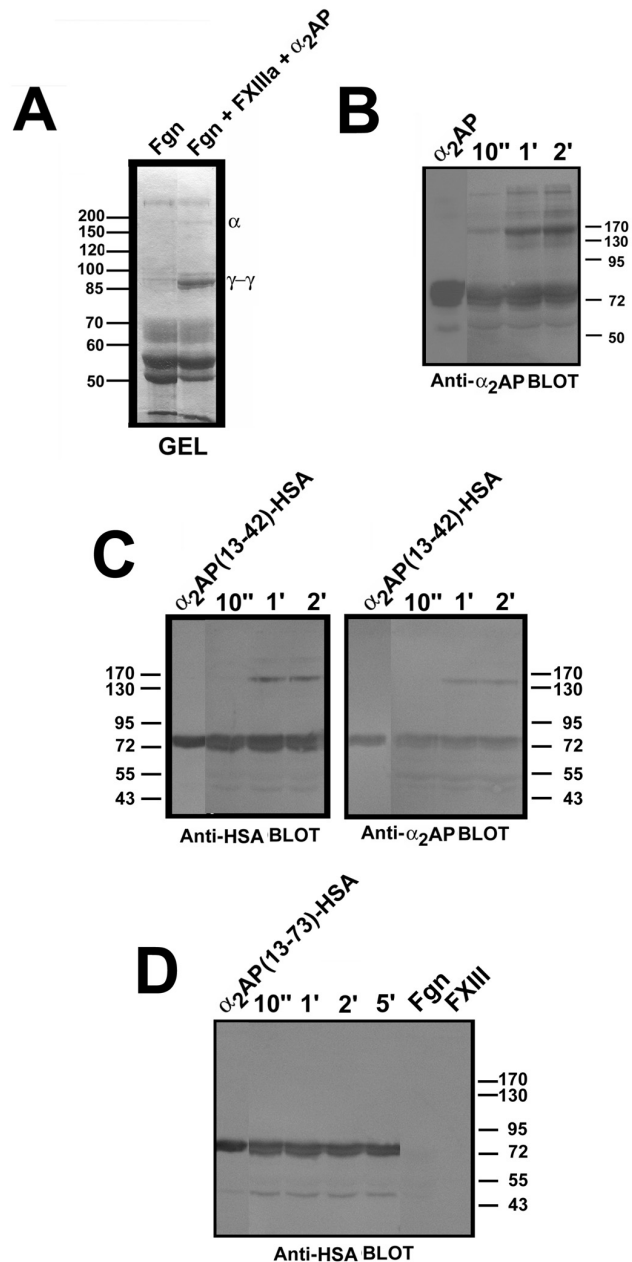 A
Fgn
Fgn + FXIIIa + α2AP
200
150
120
100
85
70
60
50
α
γ–γ
GEL
B
α2AP
10"
1'
2'
170
130
95
72
50
Anti-α2AP BLOT
C
α2AP(13-42)-HSA
10"
1'
2'
170
130
95
72
55
43
Anti-HSA BLOT
α2AP(13-42)-HSA
10"
1'
2'
170
130
95
72
55
43
Anti-α2AP BLOT
D
α2AP(13-73)-HSA
10"
1'
2'
5'
Fgn
FXIII
170
130
95
72
55
43
Anti-HSA BLOT